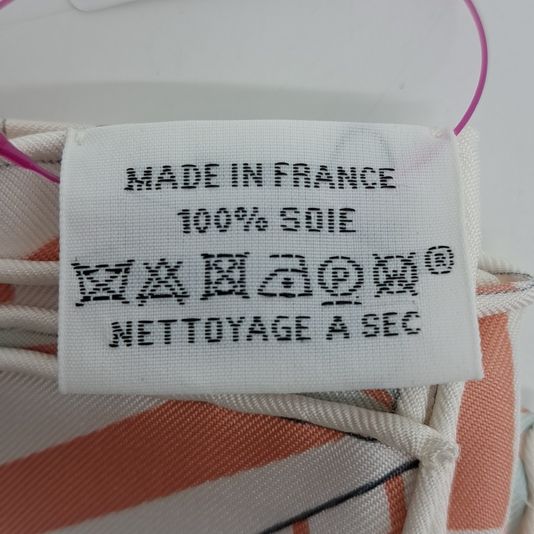 MADE IN FRANCE
100% SOIE
P W ®
NETTOYAGE A SEC